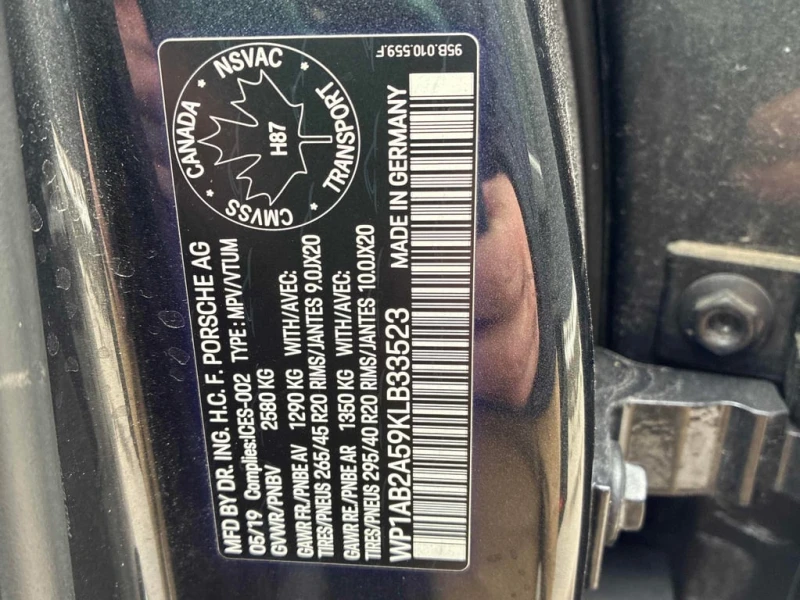 MFD BY DR. ING. H.C. F. PORSCHE AG
05/19 Complies:ICES-002 TYPE : MPV/VTUM
GVWR/PNBV 2580 KG
GAWR FR/PNBE AV 1290 KG WITH/AVEC:
TIRES/PNEUS 265/45 R20 RIMS/JANTES 9.0JX20
GAWR RE/PNBE AR 1350 KG WITH/AVEC:
TIRES/PNEUS 295/40 R20 RIMS/JANTES 10.0JX20
WP1AB2A59KLB33523 MADE IN GERMANY
CANADA * NSVAC * TRANSPORT * CMVSS *
H87
95B.010.559.F